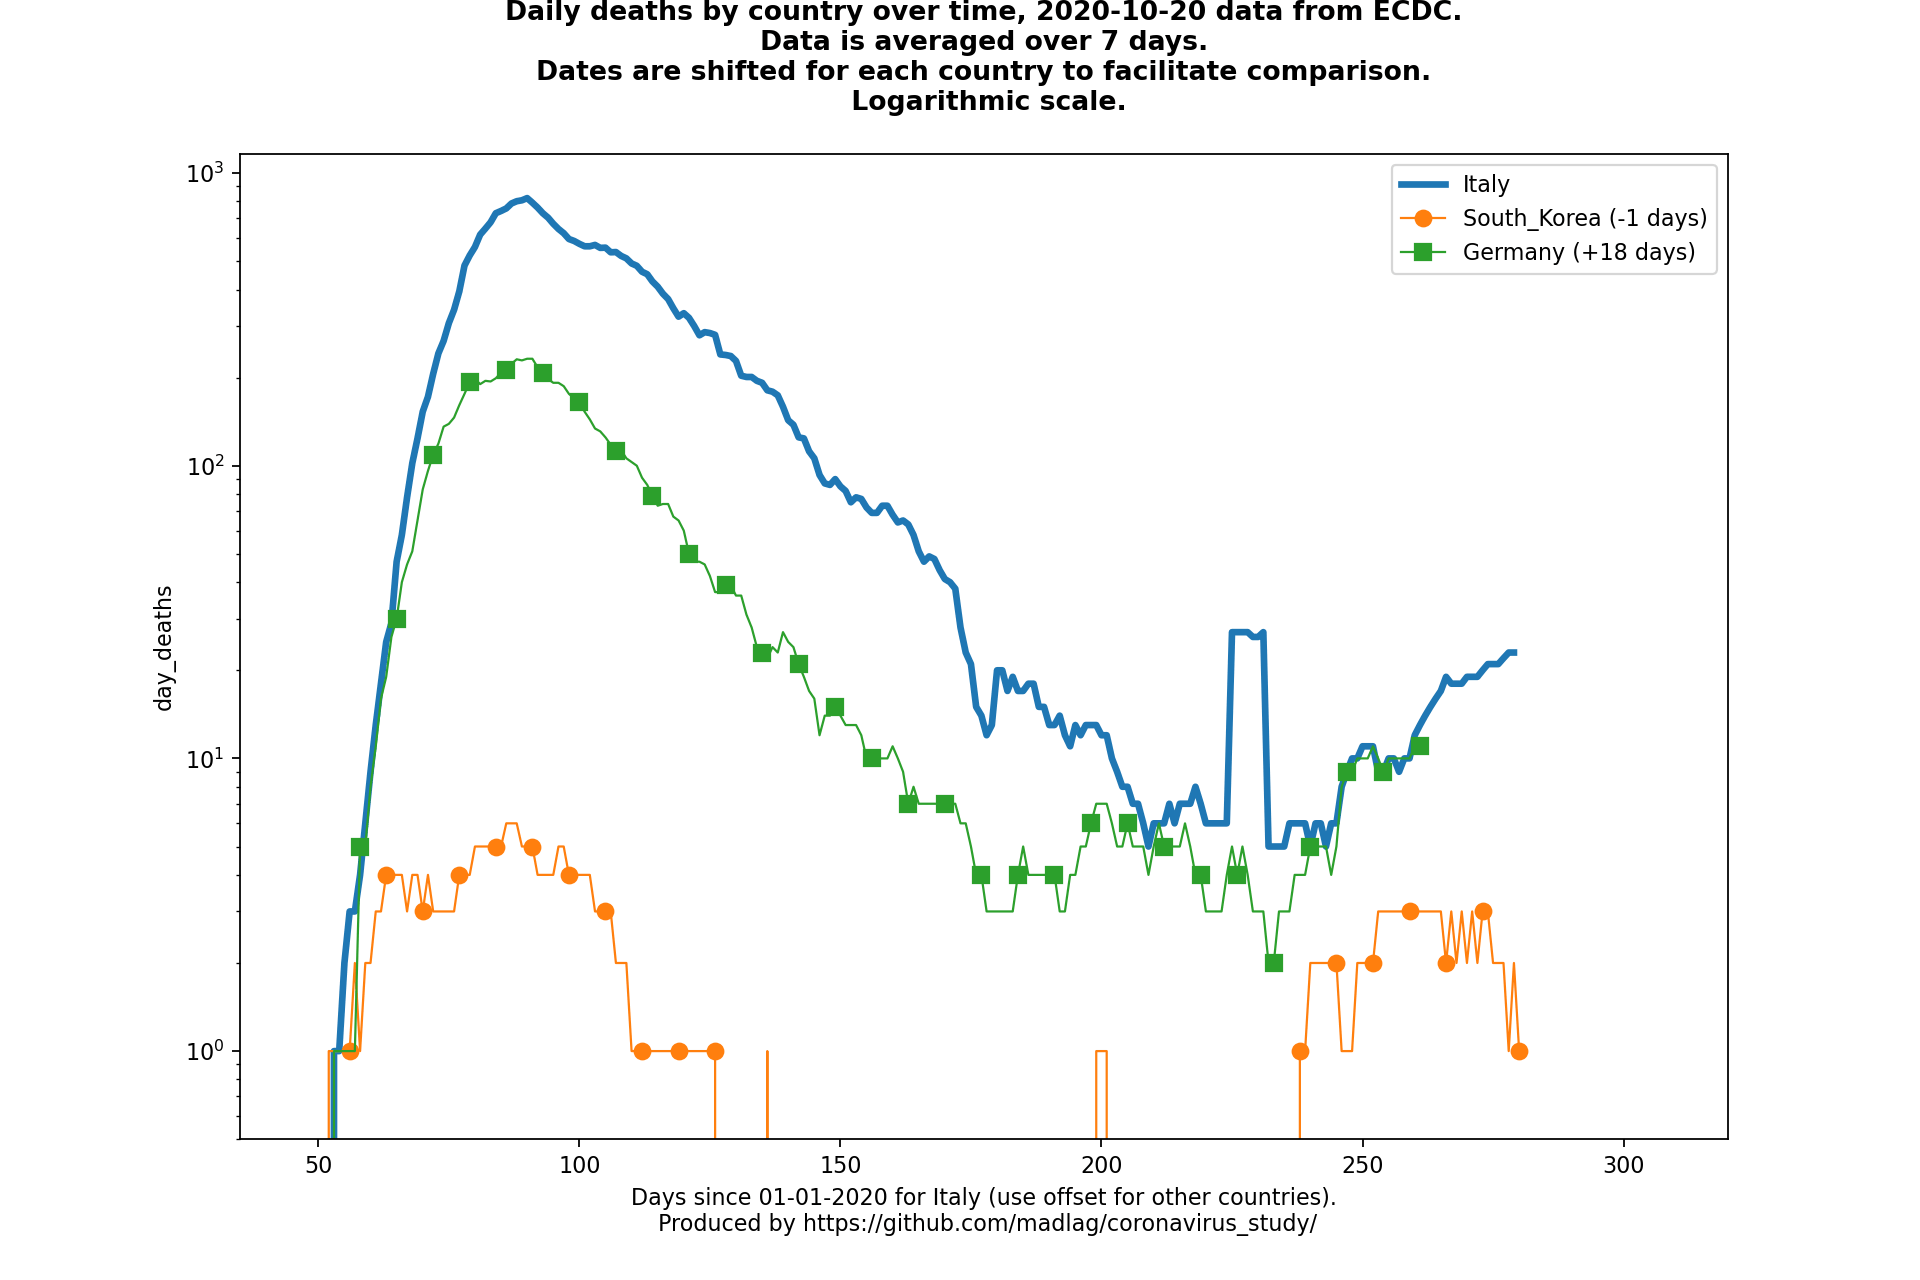 Daily deaths by country over time, 2020-10-20 data from ECDC.
Data is averaged over 7 days.
Dates are shifted for each country to facilitate comparison.
Logarithmic scale.
Italy
South_Korea (-1 days)
Germany (+18 days)
10³
10²
10¹
10⁰
day_deaths
50 100 150 200 250 300
Days since 01-01-2020 for Italy (use offset for other countries).
Produced by https://github.com/madlag/coronavirus_study/